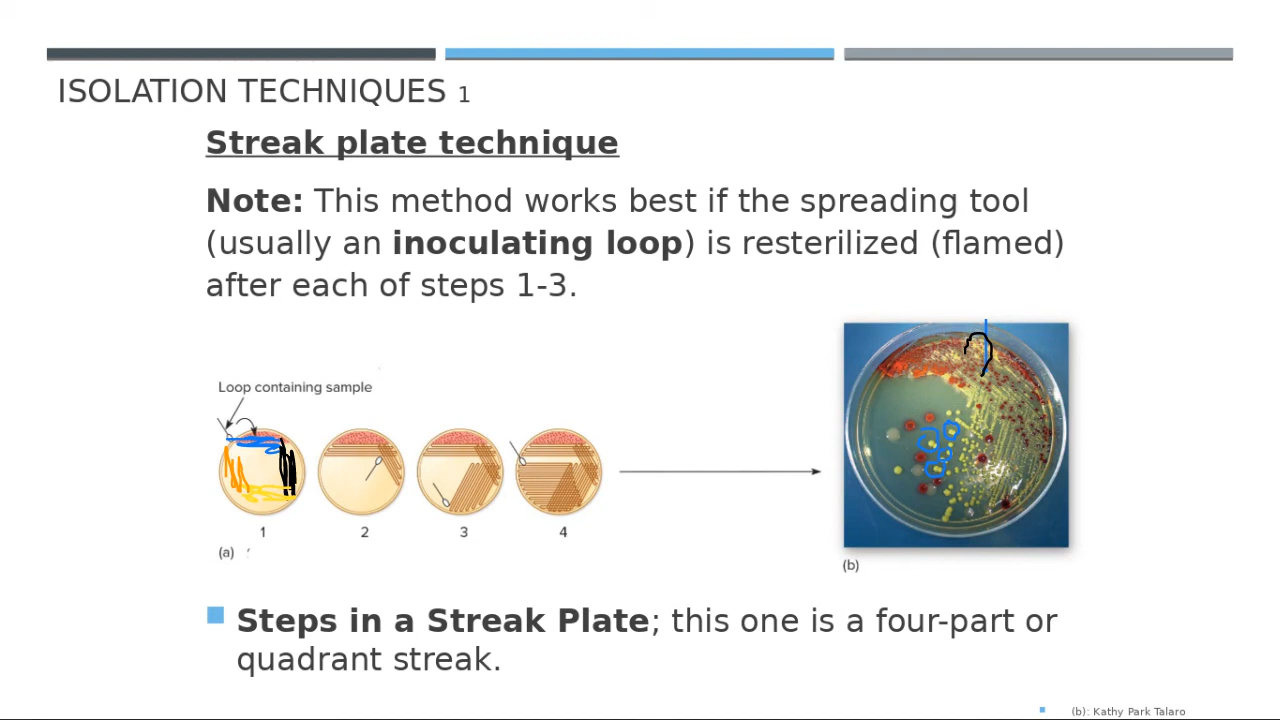 ISOLATION TECHNIQUES 1
Streak plate technique
Note: This method works best if the spreading tool
(usually an inoculating loop) is resterilized (flamed)
after each of steps 1-3.
Loop containing sample
1 2 3 4
(a)
(b)
Steps in a Streak Plate; this one is a four-part or
quadrant streak.
(b): Kathy Park Talaro